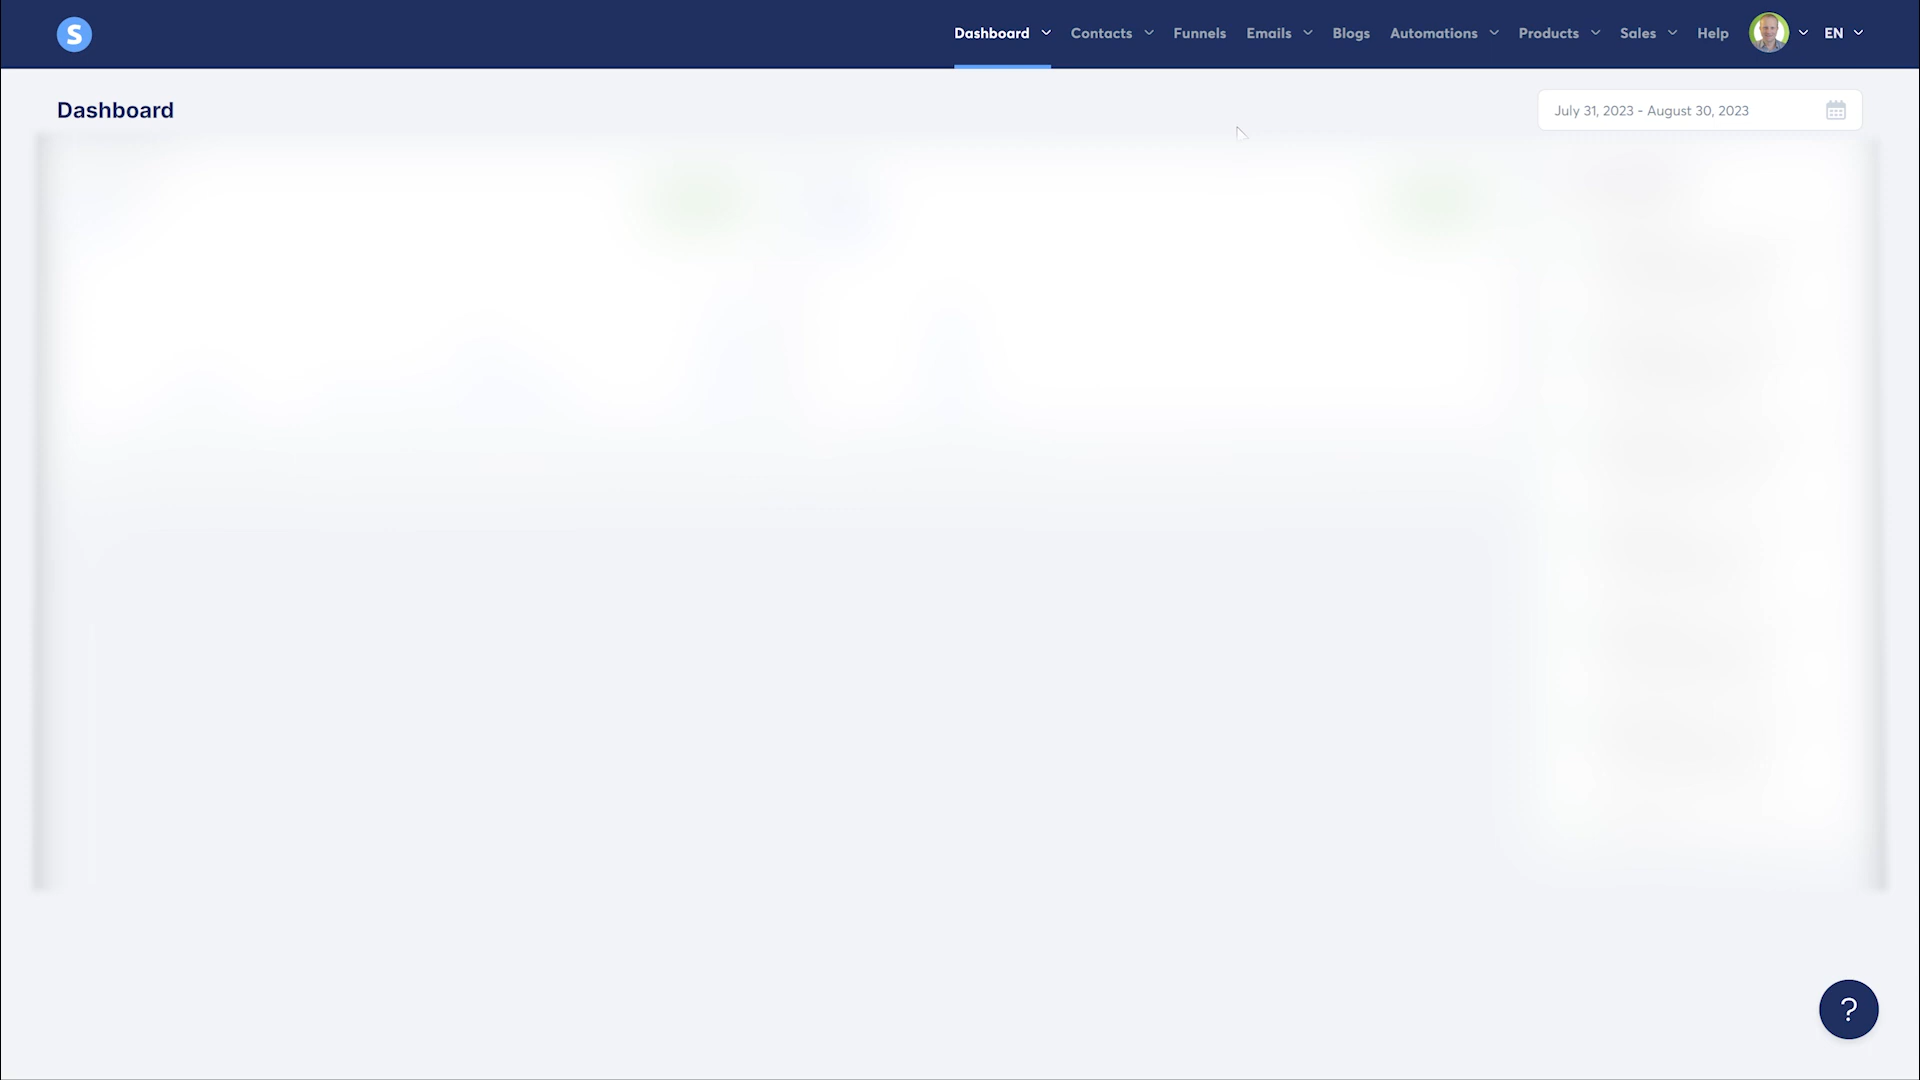 S
Dashboard Contacts Funnels Emails Blogs Automations Products Sales Help EN
Dashboard
July 31, 2023 - August 30, 2023
?